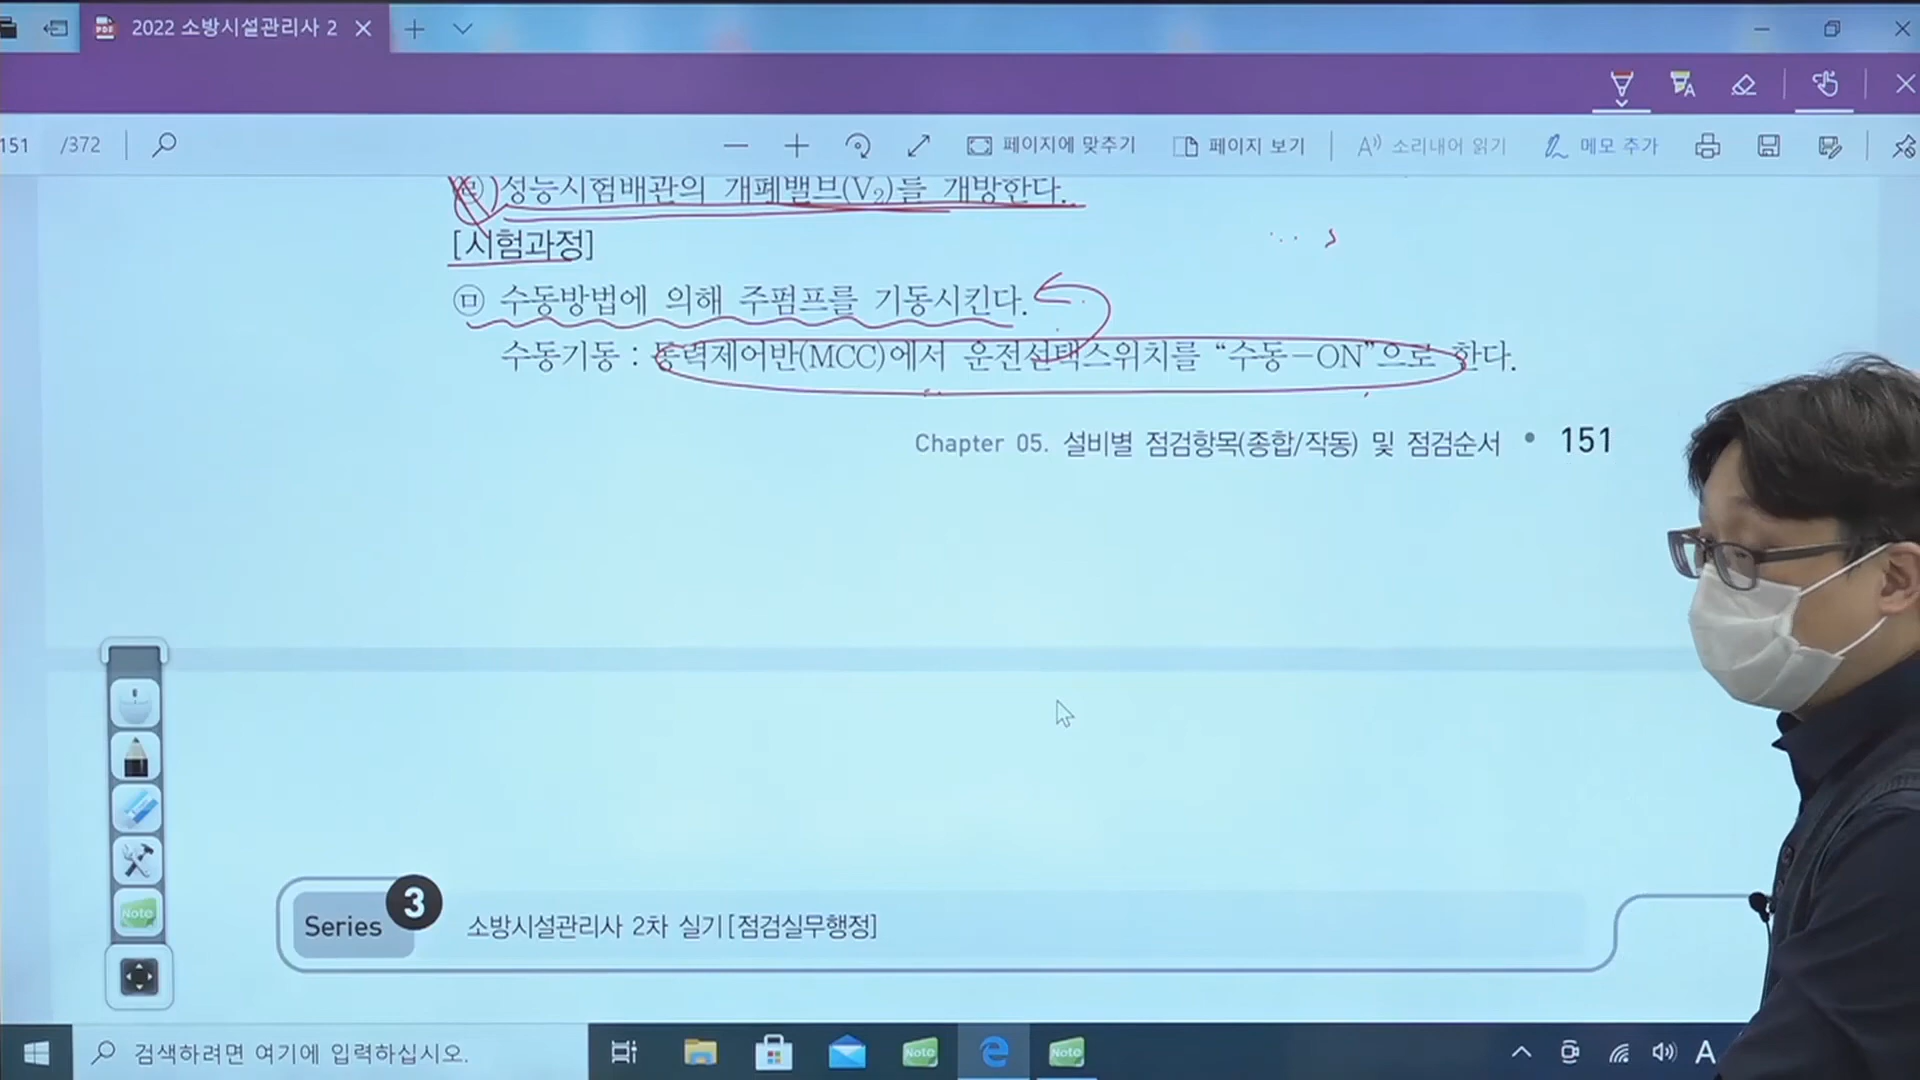 2022 소방시설관리사 2
151 /372
페이지에 맞추기
페이지 보기
소리내어 읽기
메모 추가
성능시험배관의 개폐밸브(V₂)를 개방한다.
[시험과정]
㉤ 수동방법에 의해 주펌프를 기동시킨다.
수동기동 : 동력제어반(MCC)에서 운전선택스위치를 “수동−ON”으로 한다.
Chapter 05. 설비별 점검항목(종합/작동) 및 점검순서 • 151
Note
Series 3 소방시설관리사 2차 실기[점검실무행정]
검색하려면 여기에 입력하십시오.
Note
Note
A